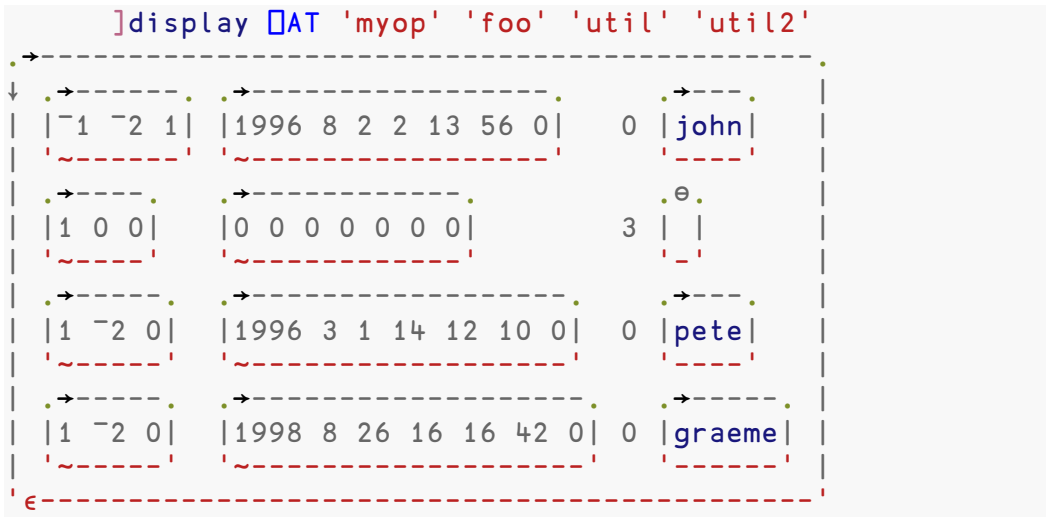 ]display ⎕AT 'myop' 'foo' 'util' 'util2'
.→--------------------------------------------.
↓ .→------. .→----------------. .→---. |
| |¯1 ¯2 1| |1996 8 2 2 13 56 0| 0 |john| |
| '~------' '~-----------------' '----' |
| .→----. .→------------. .⊖. |
| |1 0 0| |0 0 0 0 0 0 0| 3 | | |
| '~----' '~------------' '-' |
| .→-----. .→------------------. .→---. |
| |1 ¯2 0| |1996 3 1 14 12 10 0| 0 |pete| |
| '~-----' '~------------------' '----' |
| .→-----. .→-------------------. .→-----. |
| |1 ¯2 0| |1998 8 26 16 16 42 0| 0 |graeme| |
| '~-----' '~-------------------' '------' |
'∊--------------------------------------------'